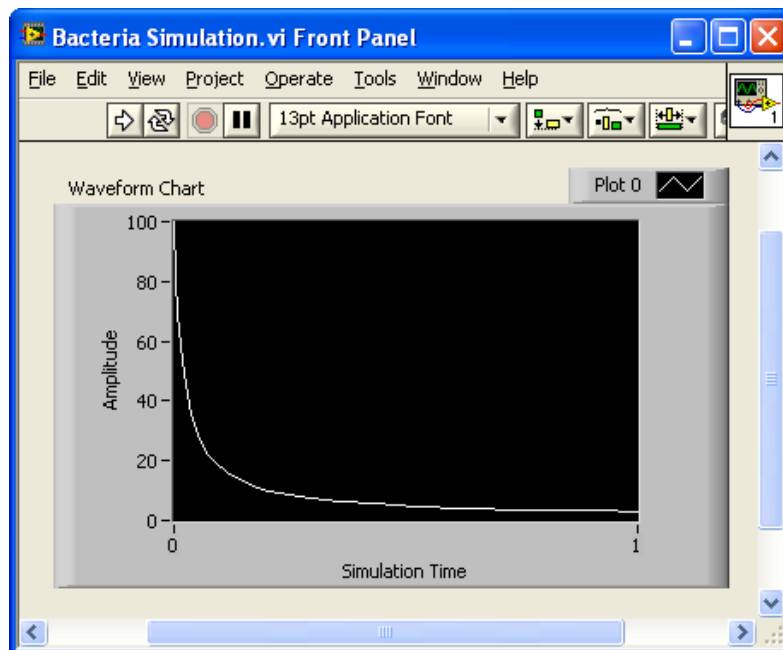 Bacteria Simulation.vi Front Panel
File Edit View Project Operate Tools Window Help
13pt Application Font
1
Waveform Chart
Plot 0
100
80
60
40
20
0
Amplitude
0 1
Simulation Time